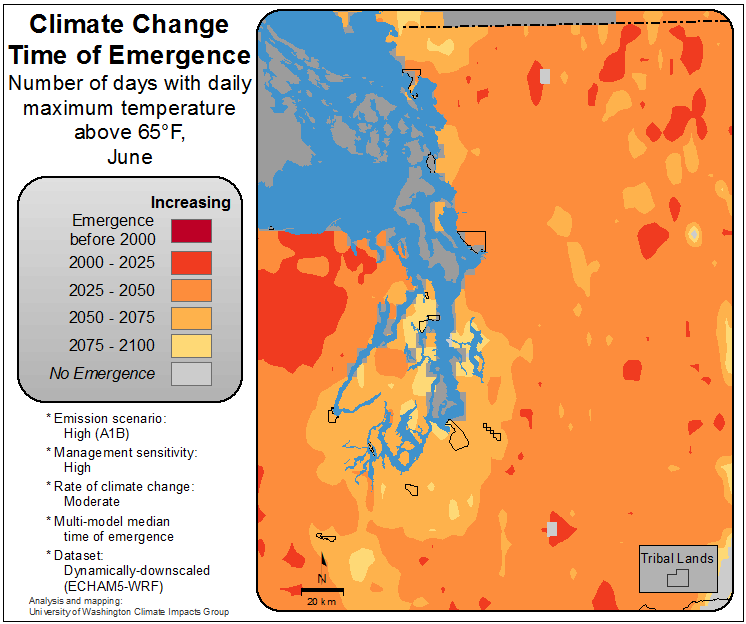 Climate Change
Time of Emergence
Number of days with daily
maximum temperature
above 65°F,
June
Increasing
Emergence
before 2000
2000 - 2025
2025 - 2050
2050 - 2075
2075 - 2100
No Emergence
* Emission scenario:
High (A1B)
* Management sensitivity:
High
* Rate of climate change:
Moderate
* Multi-model median
time of emergence
* Dataset:
Dynamically-downscaled
(ECHAM5-WRF)
Analysis and mapping:
University of Washington Climate Impacts Group
N
20 km
Tribal Lands